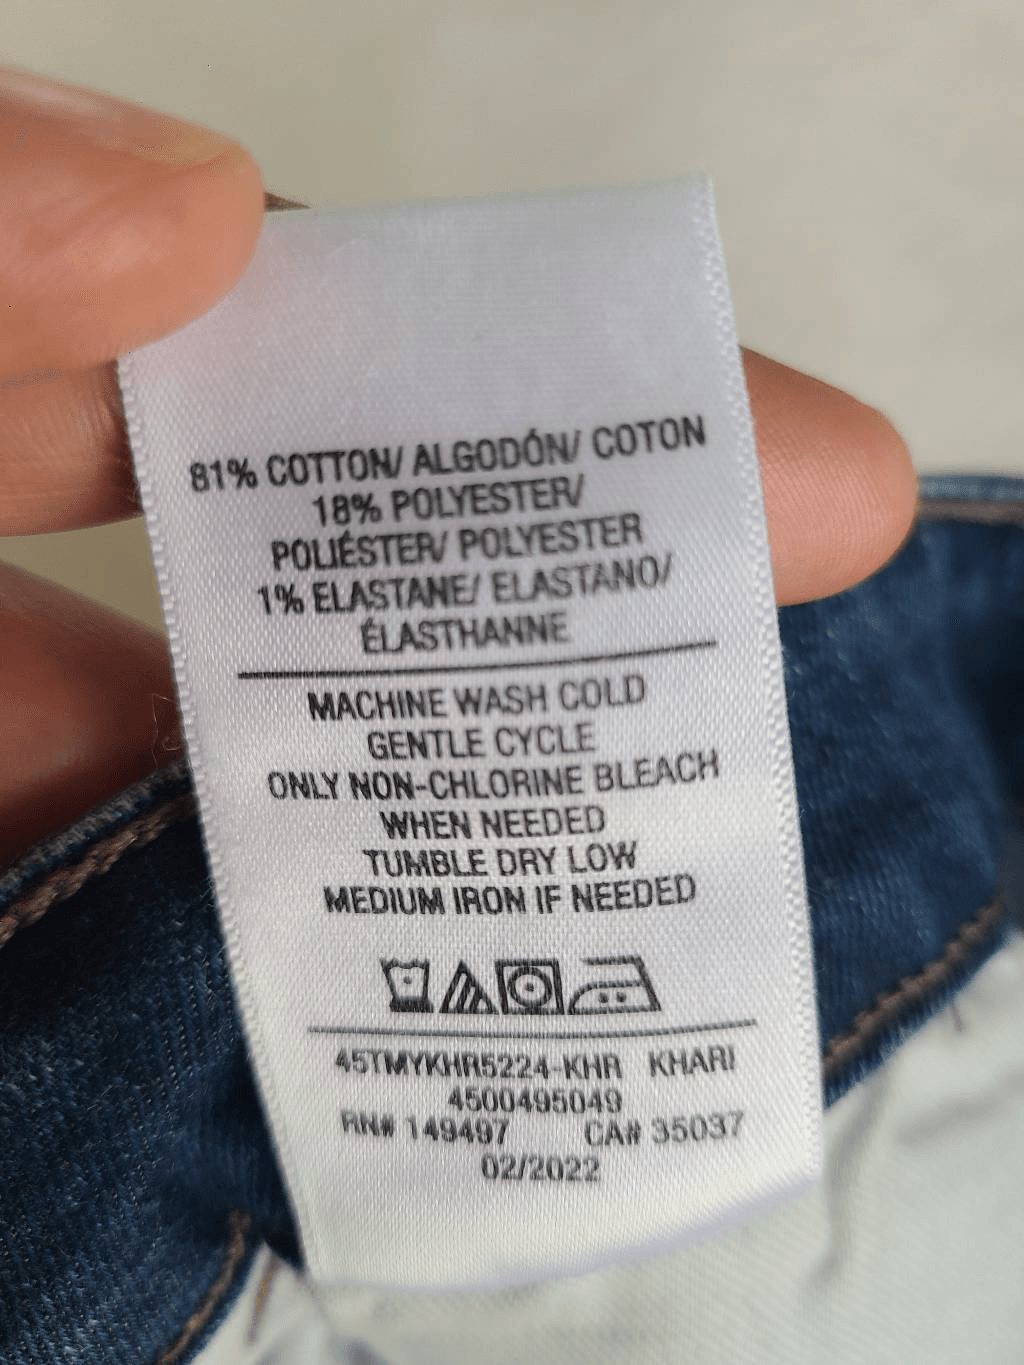 81% COTTON/ ALGODÓN/ COTON
18% POLYESTER/
POLIÉSTER/ POLYESTER
1% ELASTANE/ ELASTANO/
ÉLASTHANNE
MACHINE WASH COLD
GENTLE CYCLE
ONLY NON-CHLORINE BLEACH
WHEN NEEDED
TUMBLE DRY LOW
MEDIUM IRON IF NEEDED
45TMYKHR5224-KHR KHARI
4500495049
RN# 149497 CA# 35037
02/2022